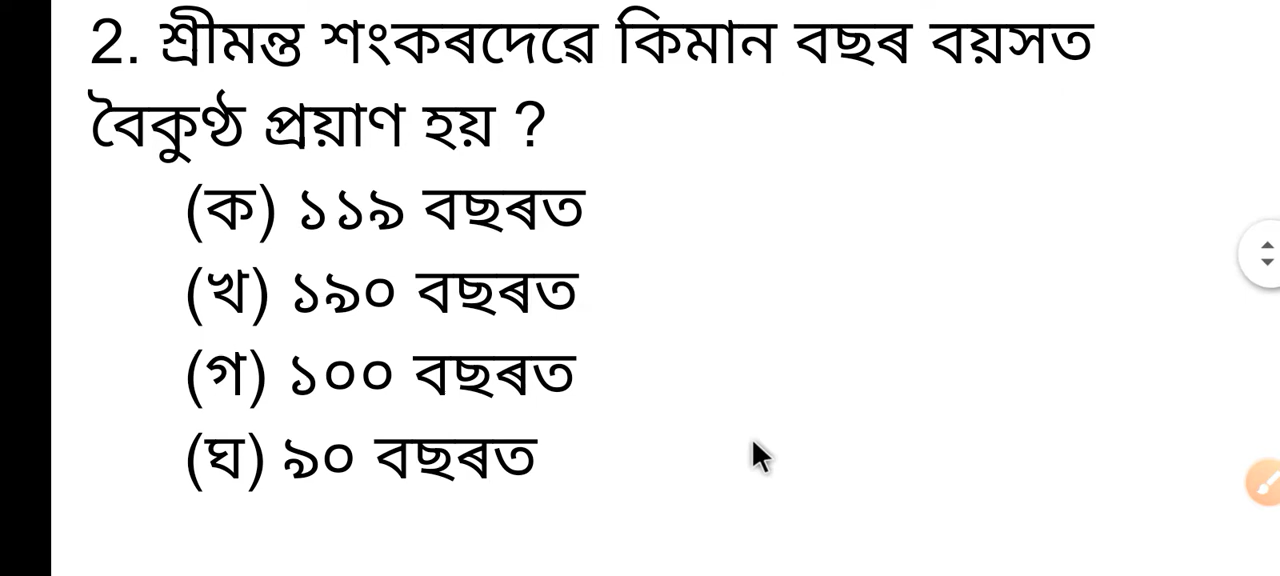 2. শ্ৰীমন্ত শংকৰদেৱে কিমান বছৰ বয়সত
বৈকুণ্ঠ প্ৰয়াণ হয় ?
(ক) ১১৯ বছৰত
(খ) ১৯০ বছৰত
(গ) ১০০ বছৰত
(ঘ) ৯০ বছৰত